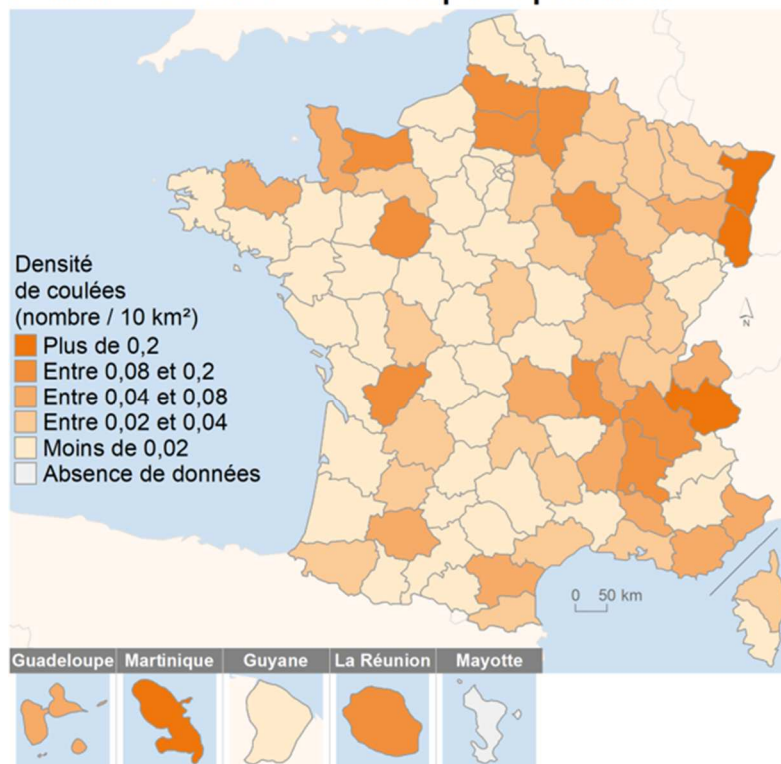 Densité
de coulées
(nombre / 10 km²)
Plus de 0,2
Entre 0,08 et 0,2
Entre 0,04 et 0,08
Entre 0,02 et 0,04
Moins de 0,02
Absence de données
N
0 50 km
Guadeloupe Martinique Guyane La Réunion Mayotte